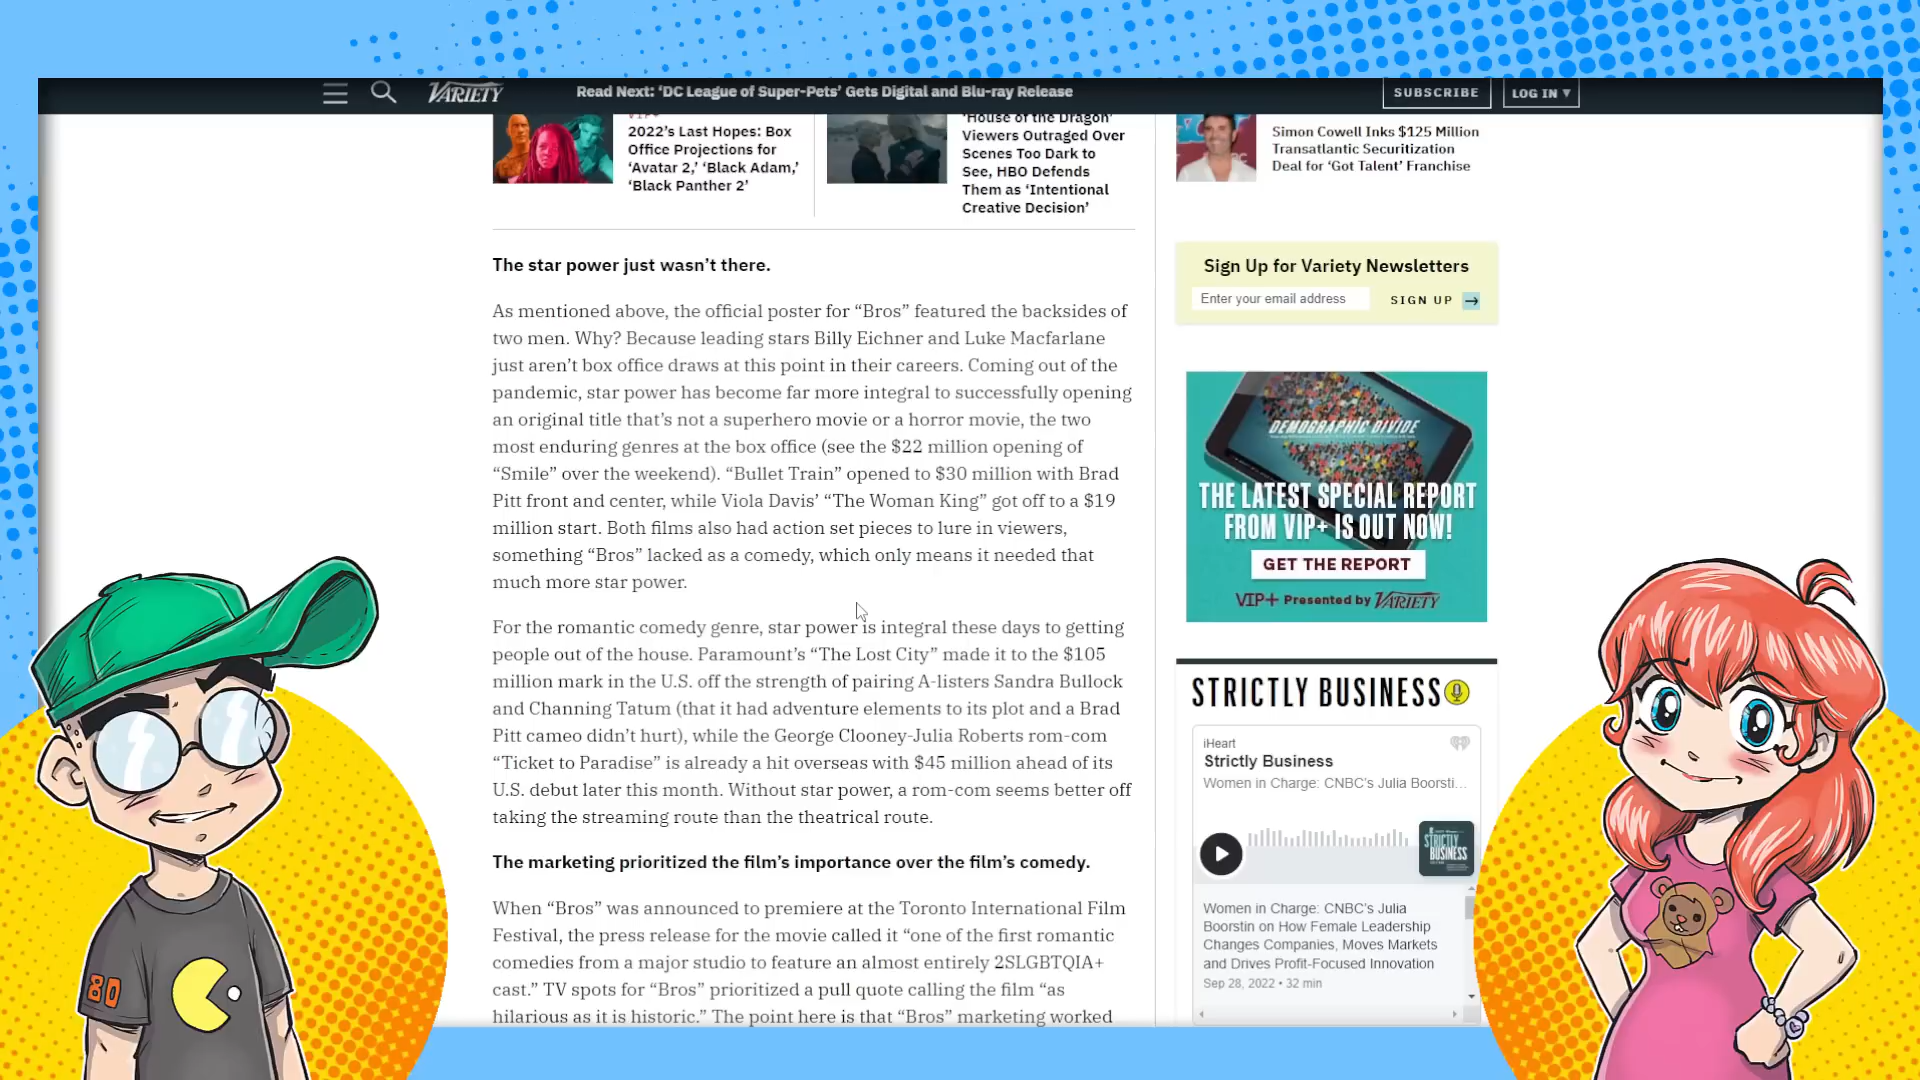 VARIETY
Read Next: ‘DC League of Super-Pets’ Gets Digital and Blu-ray Release
SUBSCRIBE
LOG IN ▾
VIP+
2022’s Last Hopes: Box
Office Projections for
‘Avatar 2,’ ‘Black Adam,’
‘Black Panther 2’
‘House of the Dragon’
Viewers Outraged Over
Scenes Too Dark to
See, HBO Defends
Them as ‘Intentional
Creative Decision’
Simon Cowell Inks $125 Million
Transatlantic Securitization
Deal for ‘Got Talent’ Franchise
The star power just wasn’t there.
As mentioned above, the official poster for “Bros” featured the backsides of
two men. Why? Because leading stars Billy Eichner and Luke Macfarlane
just aren’t box office draws at this point in their careers. Coming out of the
pandemic, star power has become far more integral to successfully opening
an original title that’s not a superhero movie or a horror movie, the two
most enduring genres at the box office (see the $22 million opening of
“Smile” over the weekend). “Bullet Train” opened to $30 million with Brad
Pitt front and center, while Viola Davis’ “The Woman King” got off to a $19
million start. Both films also had action set pieces to lure in viewers,
something “Bros” lacked as a comedy, which only means it needed that
much more star power.
For the romantic comedy genre, star power is integral these days to getting
people out of the house. Paramount’s “The Lost City” made it to the $105
million mark in the U.S. off the strength of pairing A-listers Sandra Bullock
and Channing Tatum (that it had adventure elements to its plot and a Brad
Pitt cameo didn’t hurt), while the George Clooney-Julia Roberts rom-com
“Ticket to Paradise” is already a hit overseas with $45 million ahead of its
U.S. debut later this month. Without star power, a rom-com seems better off
taking the streaming route than the theatrical route.
The marketing prioritized the film’s importance over the film’s comedy.
When “Bros” was announced to premiere at the Toronto International Film
Festival, the press release for the movie called it “one of the first romantic
comedies from a major studio to feature an almost entirely 2SLGBTQIA+
cast.” TV spots for “Bros” prioritized a pull quote calling the film “as
hilarious as it is historic.” The point here is that “Bros” marketing worked
Sign Up for Variety Newsletters
Enter your email address
SIGN UP →
DEMOGRAPHIC DIVIDE
THE LATEST SPECIAL REPORT
FROM VIP+ IS OUT NOW!
GET THE REPORT
VIP+ Presented by VARIETY
STRICTLY BUSINESS
iHeart
Strictly Business
Women in Charge: CNBC’s Julia Boorsti...
STRICTLY
BUSINESS
Women in Charge: CNBC’s Julia
Boorstin on How Female Leadership
Changes Companies, Moves Markets
and Drives Profit-Focused Innovation
Sep 28, 2022 • 32 min
80